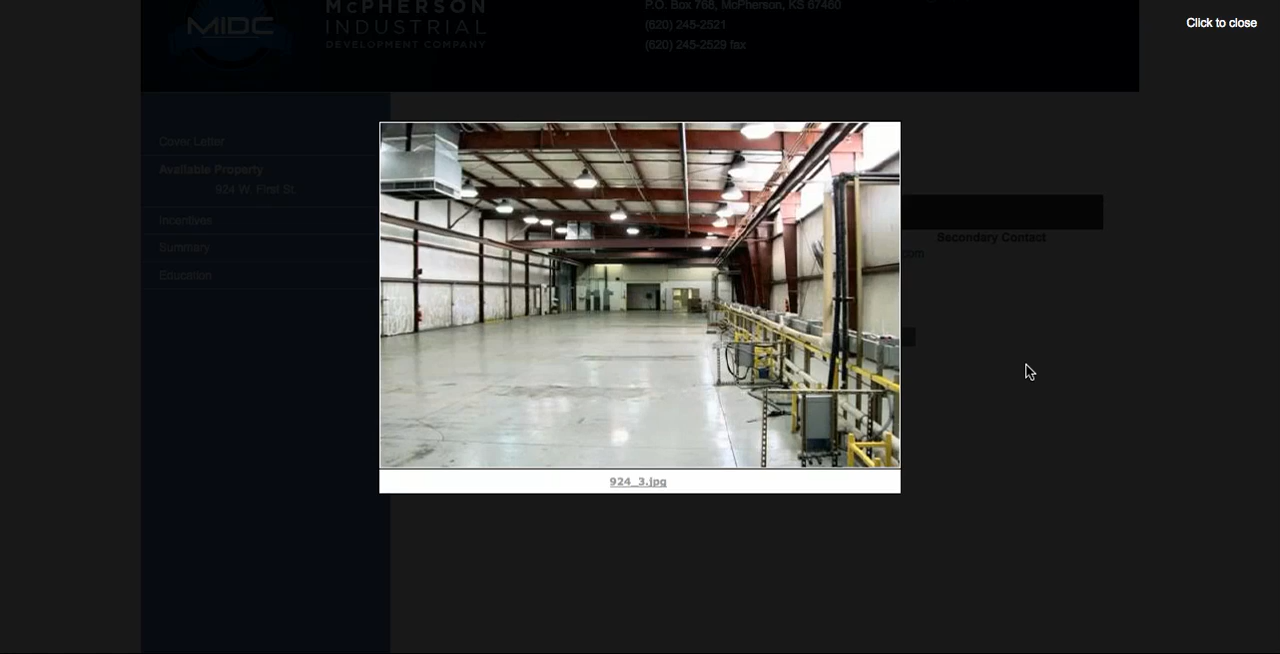 McPHERSON
INDUSTRIAL
DEVELOPMENT COMPANY
MIDC
P.O. Box 768, McPherson, KS 67460
(620) 245-2521
(620) 245-2529 fax
Click to close
Cover Letter
Available Property
924 W. First St.
Incentives
Summary
Education
Secondary Contact
.com
924_3.jpg